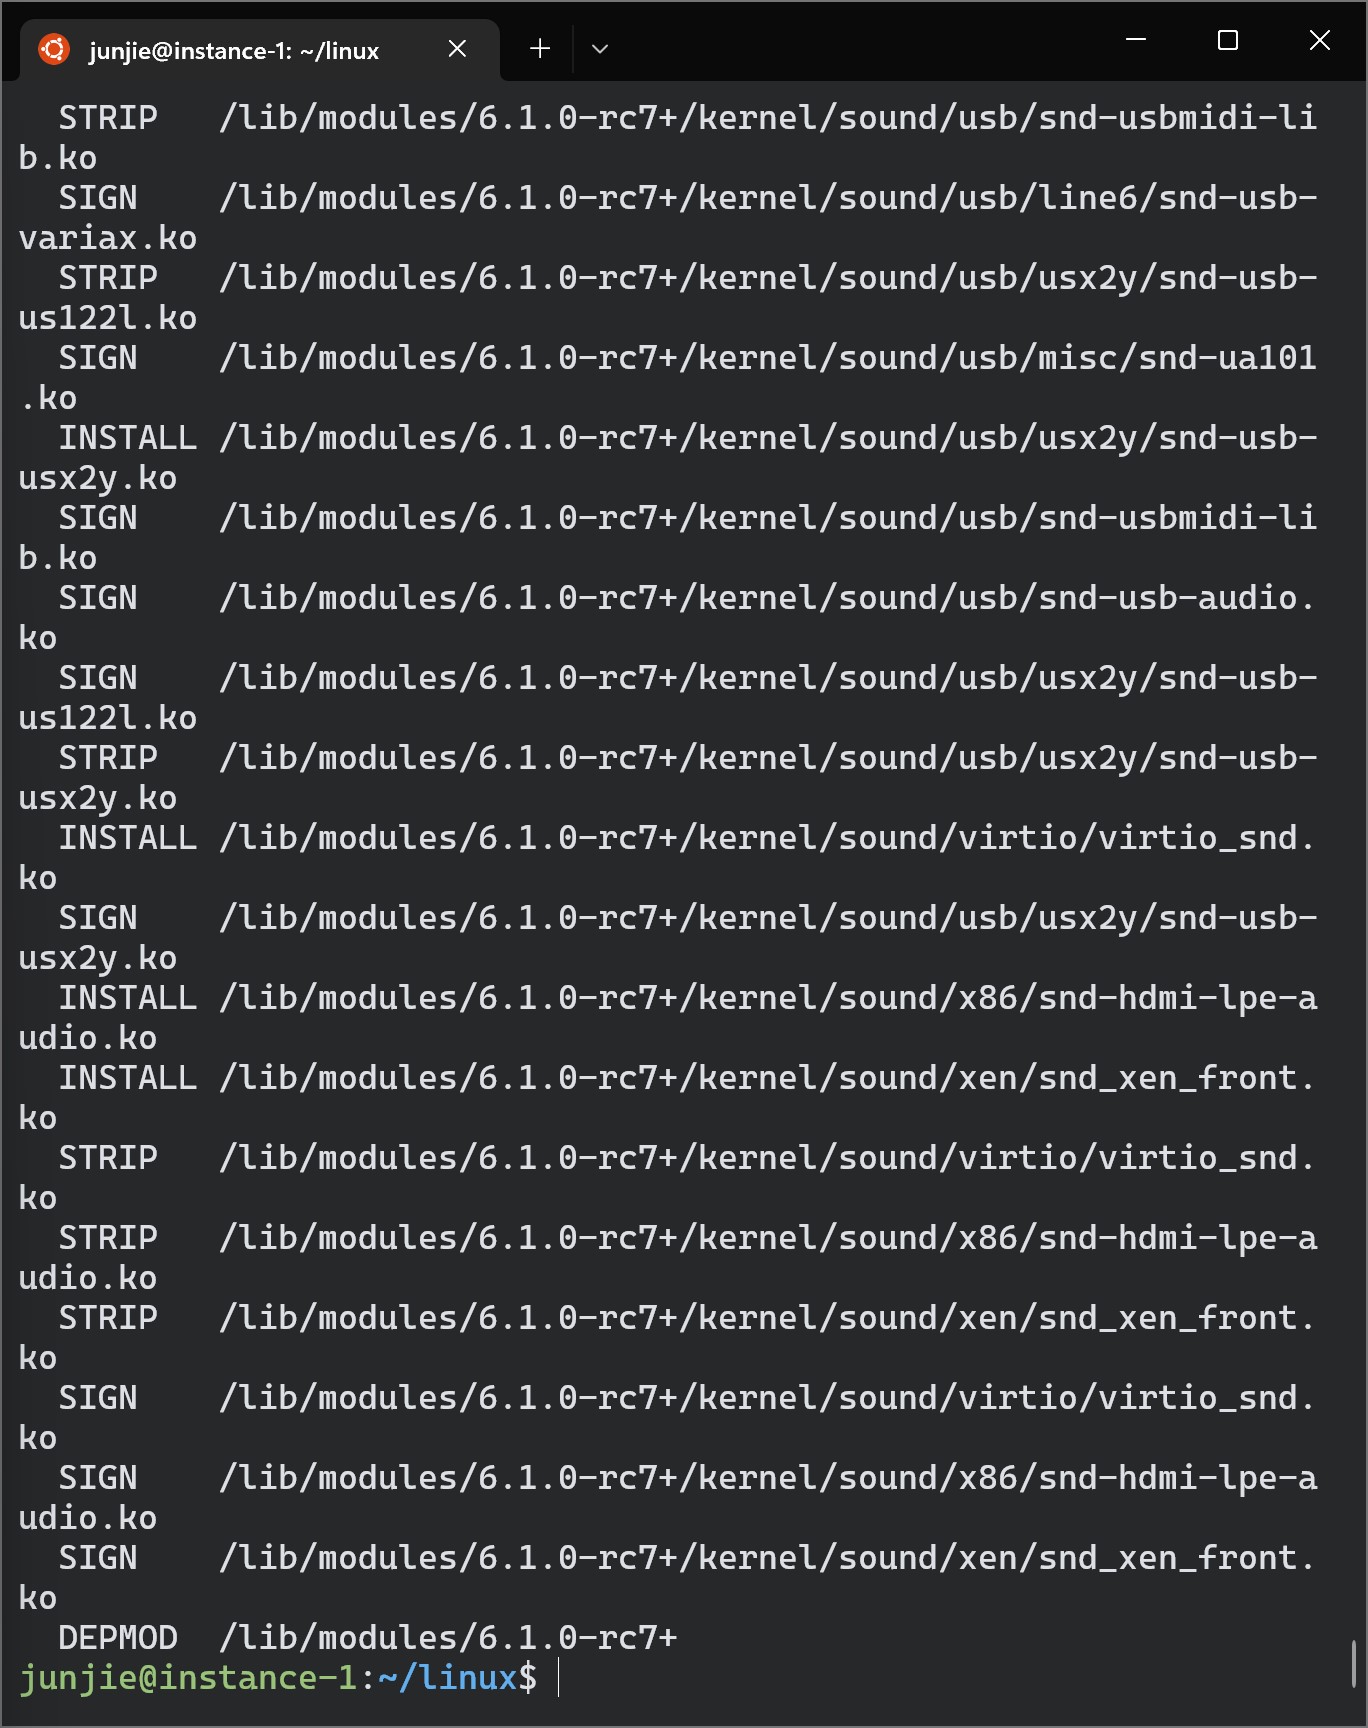 junjie@instance-1: ~/linux
STRIP /lib/modules/6.1.0-rc7+/kernel/sound/usb/snd-usbmidi-li
b.ko
SIGN /lib/modules/6.1.0-rc7+/kernel/sound/usb/line6/snd-usb-
variax.ko
STRIP /lib/modules/6.1.0-rc7+/kernel/sound/usb/usx2y/snd-usb-
us122l.ko
SIGN /lib/modules/6.1.0-rc7+/kernel/sound/usb/misc/snd-ua101
.ko
INSTALL /lib/modules/6.1.0-rc7+/kernel/sound/usb/usx2y/snd-usb-
usx2y.ko
SIGN /lib/modules/6.1.0-rc7+/kernel/sound/usb/snd-usbmidi-li
b.ko
SIGN /lib/modules/6.1.0-rc7+/kernel/sound/usb/snd-usb-audio.
ko
SIGN /lib/modules/6.1.0-rc7+/kernel/sound/usb/usx2y/snd-usb-
us122l.ko
STRIP /lib/modules/6.1.0-rc7+/kernel/sound/usb/usx2y/snd-usb-
usx2y.ko
INSTALL /lib/modules/6.1.0-rc7+/kernel/sound/virtio/virtio_snd.
ko
SIGN /lib/modules/6.1.0-rc7+/kernel/sound/usb/usx2y/snd-usb-
usx2y.ko
INSTALL /lib/modules/6.1.0-rc7+/kernel/sound/x86/snd-hdmi-lpe-a
udio.ko
INSTALL /lib/modules/6.1.0-rc7+/kernel/sound/xen/snd_xen_front.
ko
STRIP /lib/modules/6.1.0-rc7+/kernel/sound/virtio/virtio_snd.
ko
STRIP /lib/modules/6.1.0-rc7+/kernel/sound/x86/snd-hdmi-lpe-a
udio.ko
STRIP /lib/modules/6.1.0-rc7+/kernel/sound/xen/snd_xen_front.
ko
SIGN /lib/modules/6.1.0-rc7+/kernel/sound/virtio/virtio_snd.
ko
SIGN /lib/modules/6.1.0-rc7+/kernel/sound/x86/snd-hdmi-lpe-a
udio.ko
SIGN /lib/modules/6.1.0-rc7+/kernel/sound/xen/snd_xen_front.
ko
DEPMOD /lib/modules/6.1.0-rc7+
junjie@instance-1:~/linux$